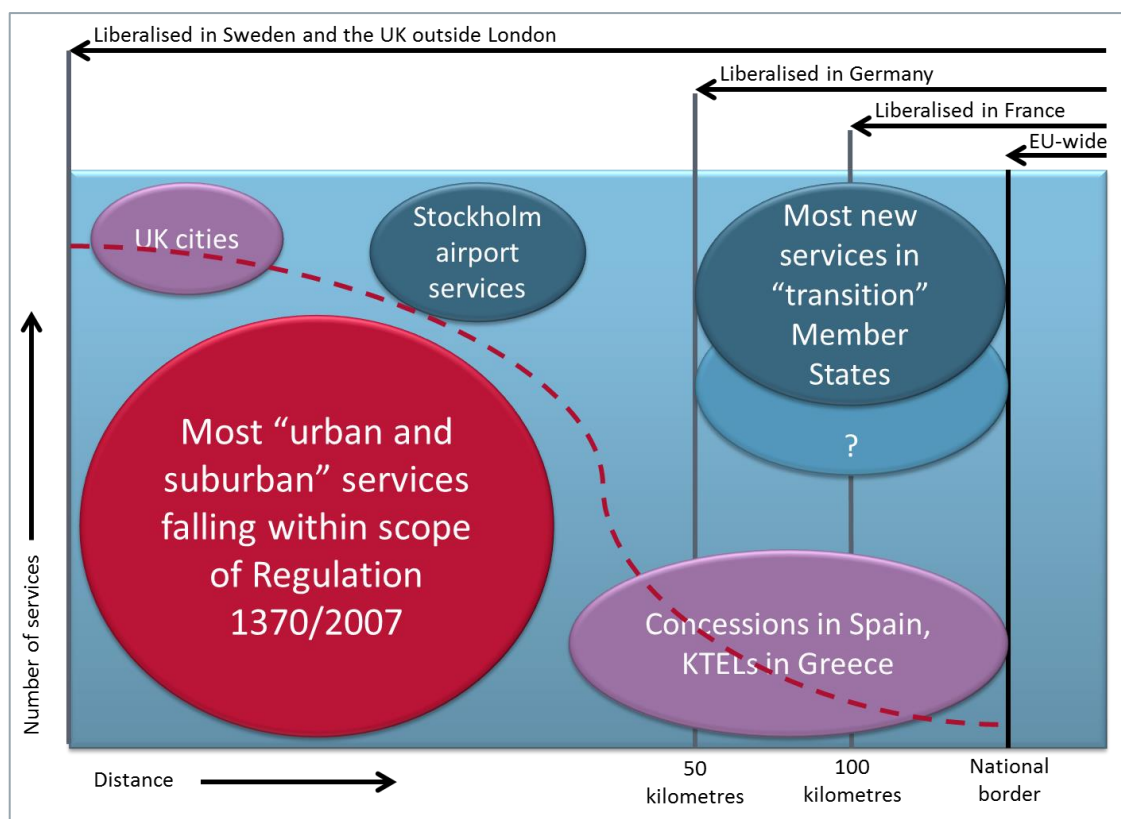 Liberalised in Sweden and the UK outside London
Liberalised in Germany
Liberalised in France
EU-wide
UK cities
Stockholm
airport
services
Most new
services in
“transition”
Member
States
?
Most “urban and
suburban” services
falling within scope
of Regulation
1370/2007
Concessions in Spain,
KTELs in Greece
Number of services
Distance
50
kilometres
100
kilometres
National
border